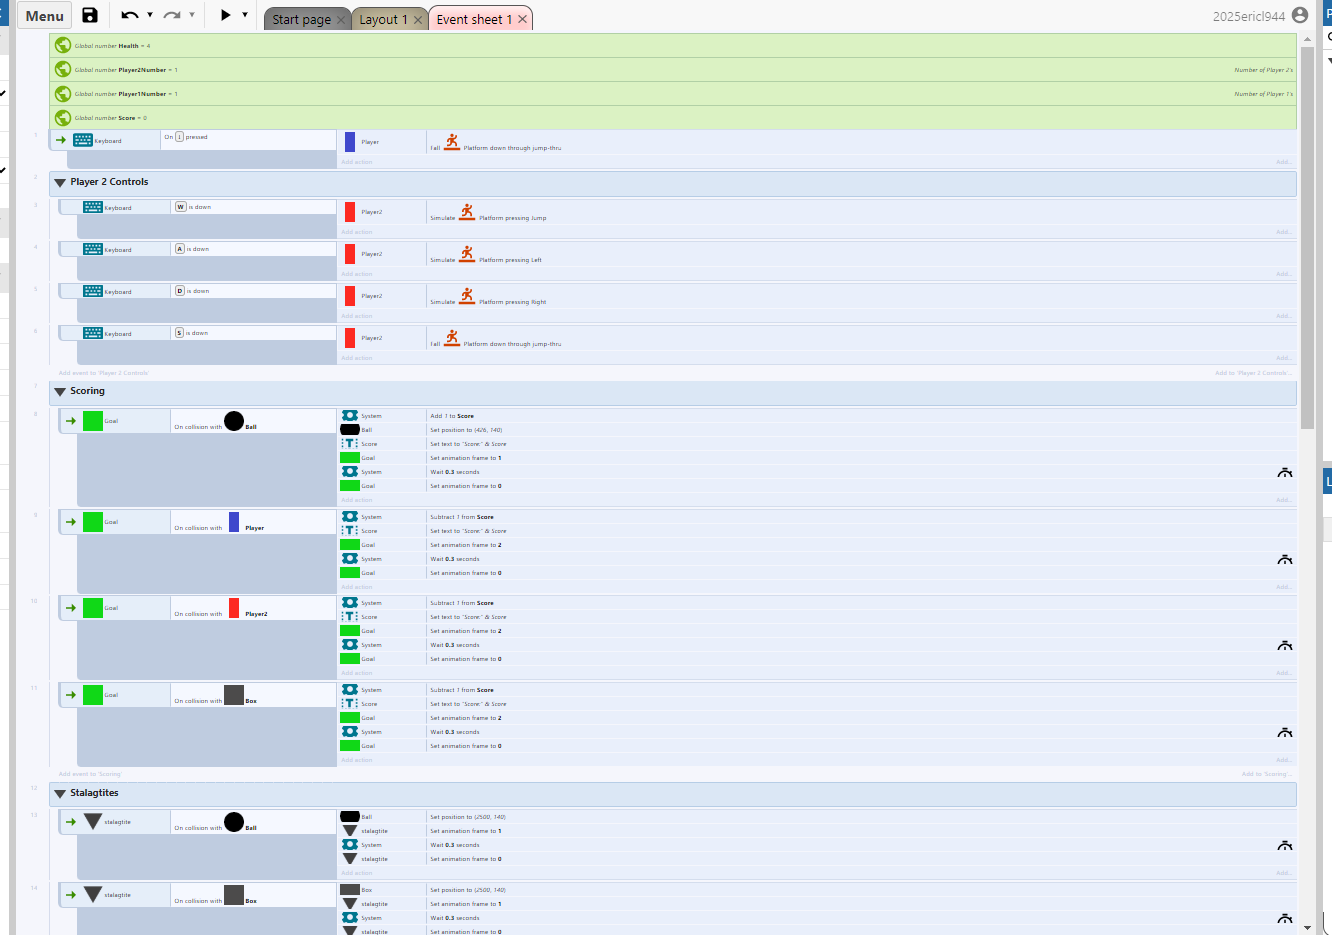 Menu Start page Layout 1 Event sheet 1 2025ericl944
Global number Health = 4
Global number Player2Number = 1 Number of Player 2's
Global number Player1Number = 1 Number of Player 1's
Global number Score = 0
1 Keyboard On pressed Player Fall Platform down through jump-thru
Add action Add...
2 Player 2 Controls
3 Keyboard W is down Player2 Simulate Platform pressing Jump
Add action Add...
4 Keyboard A is down Player2 Simulate Platform pressing Left
Add action Add...
5 Keyboard D is down Player2 Simulate Platform pressing Right
Add action Add...
6 Keyboard S is down Player2 Fall Platform down through jump-thru
Add action Add...
Add event to 'Player 2 Controls' Add to 'Player 2 Controls'...
7 Scoring
8 Goal On collision with Ball System Add 1 to Score
Ball Set position to (426, 140)
Score Set text to "Score:" & Score
Goal Set animation frame to 1
System Wait 0.3 seconds
Goal Set animation frame to 0
Add action Add...
9 Goal On collision with Player System Subtract 1 from Score
Score Set text to "Score:" & Score
Goal Set animation frame to 2
System Wait 0.3 seconds
Goal Set animation frame to 0
Add action Add...
10 Goal On collision with Player2 System Subtract 1 from Score
Score Set text to "Score:" & Score
Goal Set animation frame to 2
System Wait 0.3 seconds
Goal Set animation frame to 0
Add action Add...
11 Goal On collision with Box System Subtract 1 from Score
Score Set text to "Score:" & Score
Goal Set animation frame to 2
System Wait 0.3 seconds
Goal Set animation frame to 0
Add action Add...
Add event to 'Scoring' Add to 'Scoring'...
12 Stalagtites
13 stalagtite On collision with Ball Ball Set position to (2500, 140)
stalagtite Set animation frame to 1
System Wait 0.3 seconds
stalagtite Set animation frame to 0
Add action Add...
14 stalagtite On collision with Box Box Set position to (2500, 140)
stalagtite Set animation frame to 1
System Wait 0.3 seconds
stalagtite Set animation frame to 0